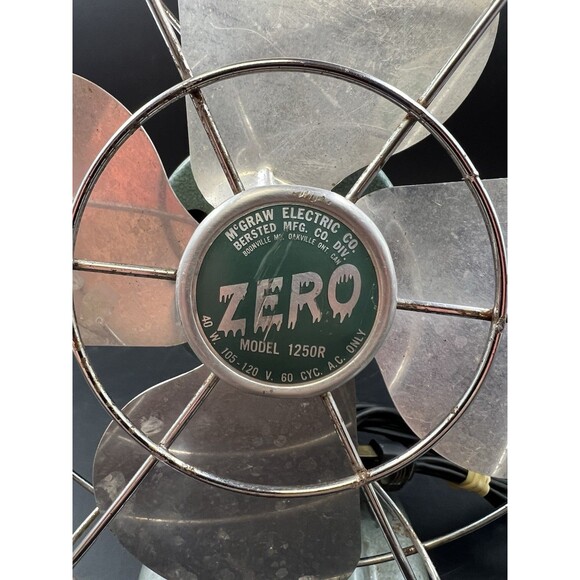 McGRAW ELECTRIC CO.
BERSTED MFG. CO. DIV.
BOONVILLE MO. OAKVILLE ONT. CAN.
ZERO
MODEL 1250R
40 W. 105-120 V. 60 CYC. A.C. ONLY